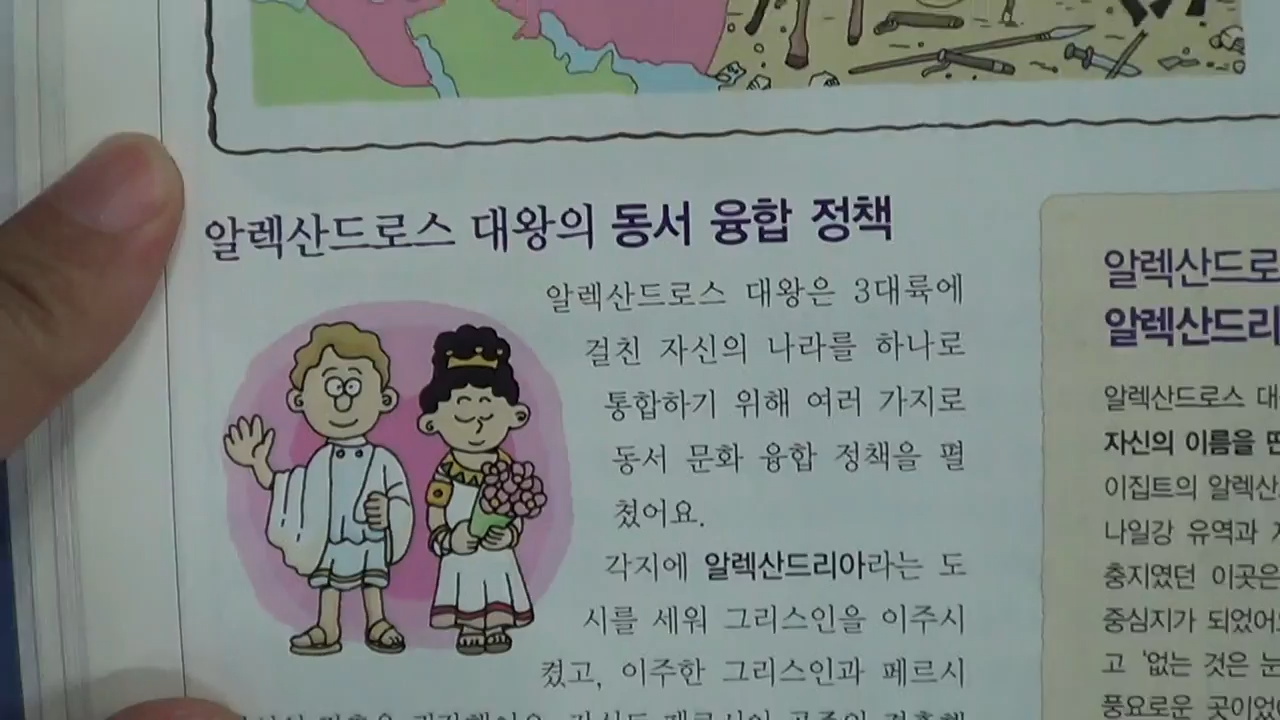 알렉산드로스 대왕의 동서 융합 정책
알렉산드로스 대왕은 3대륙에
걸친 자신의 나라를 하나로
통합하기 위해 여러 가지로
동서 문화 융합 정책을 펼
쳤어요.
각지에 알렉산드리아라는 도
시를 세워 그리스인을 이주시
켰고, 이주한 그리스인과 페르시
알렉산드로
알렉산드리
알렉산드로스 대
자신의 이름을 딴
이집트의 알렉산
나일강 유역과
충지였던 이곳은
중심지가 되었어
고 '없는 것은 눈
풍요로운 곳이었